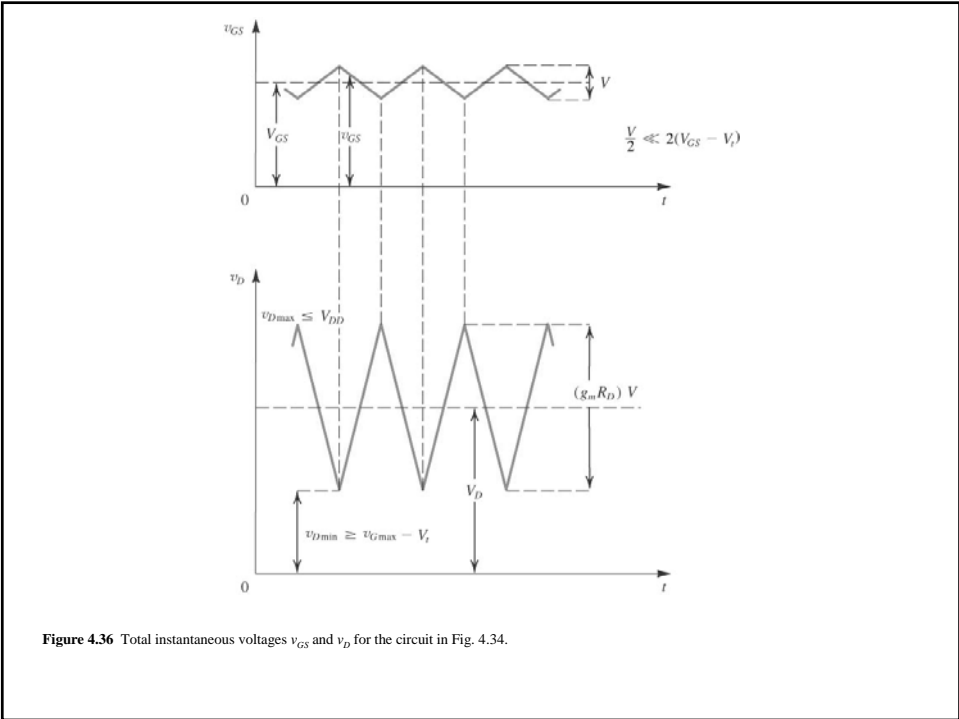 v_GS
V
V_GS
v_GS
V/2 ≪ 2(V_GS − V_t)
0
t
v_D
v_Dmax ≤ V_DD
(g_m R_D) V
V_D
v_Dmin ≥ v_Gmax − V_t
0
t
Figure 4.36 Total instantaneous voltages v_GS and v_D for the circuit in Fig. 4.34.